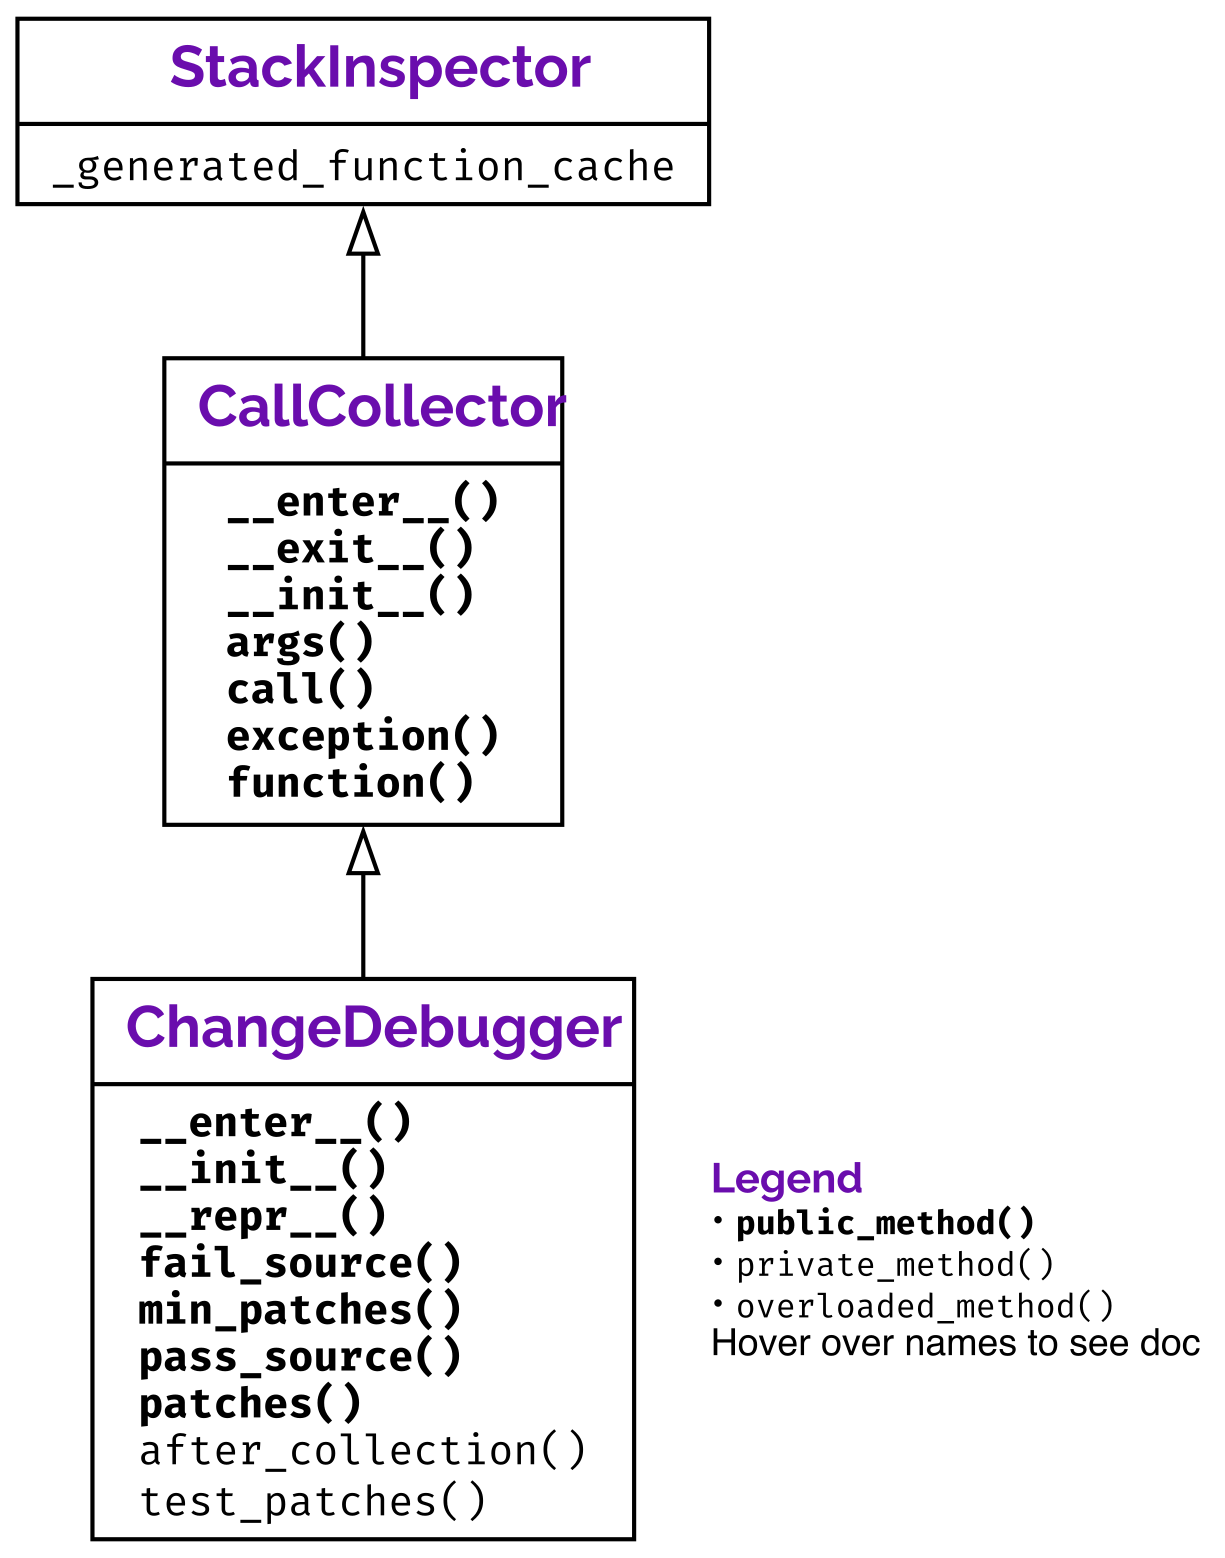 StackInspector
_generated_function_cache
CallCollector
__enter__()
__exit__()
__init__()
args()
call()
exception()
function()
ChangeDebugger
__enter__()
__init__()
__repr__()
fail_source()
min_patches()
pass_source()
patches()
after_collection()
test_patches()
Legend
• public_method()
• private_method()
• overloaded_method()
Hover over names to see doc